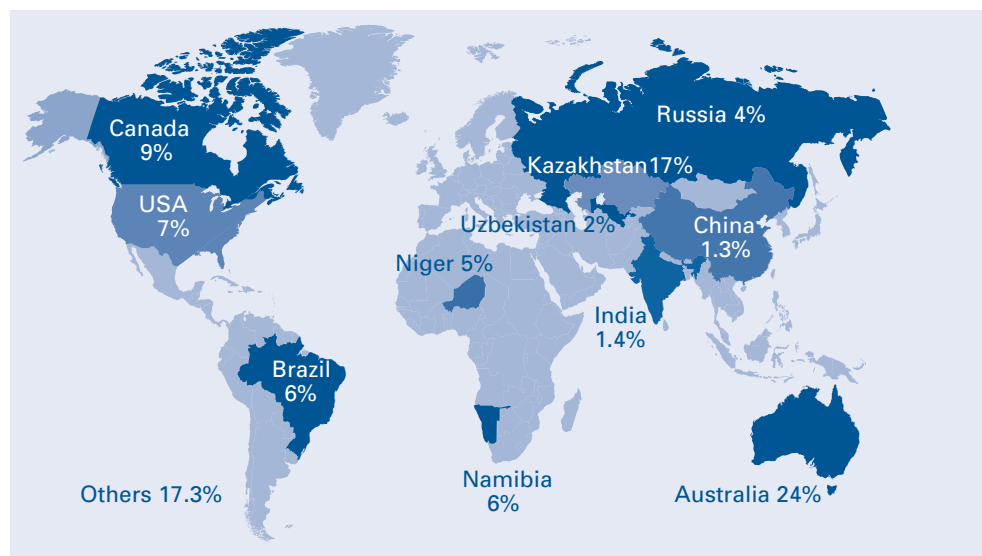 Canada
9%
Russia 4%
Kazakhstan17%
USA
7%
Uzbekistan 2%
China
1.3%
Niger 5%
India
1.4%
Brazil
6%
Namibia
6%
Others 17.3%
Australia 24%